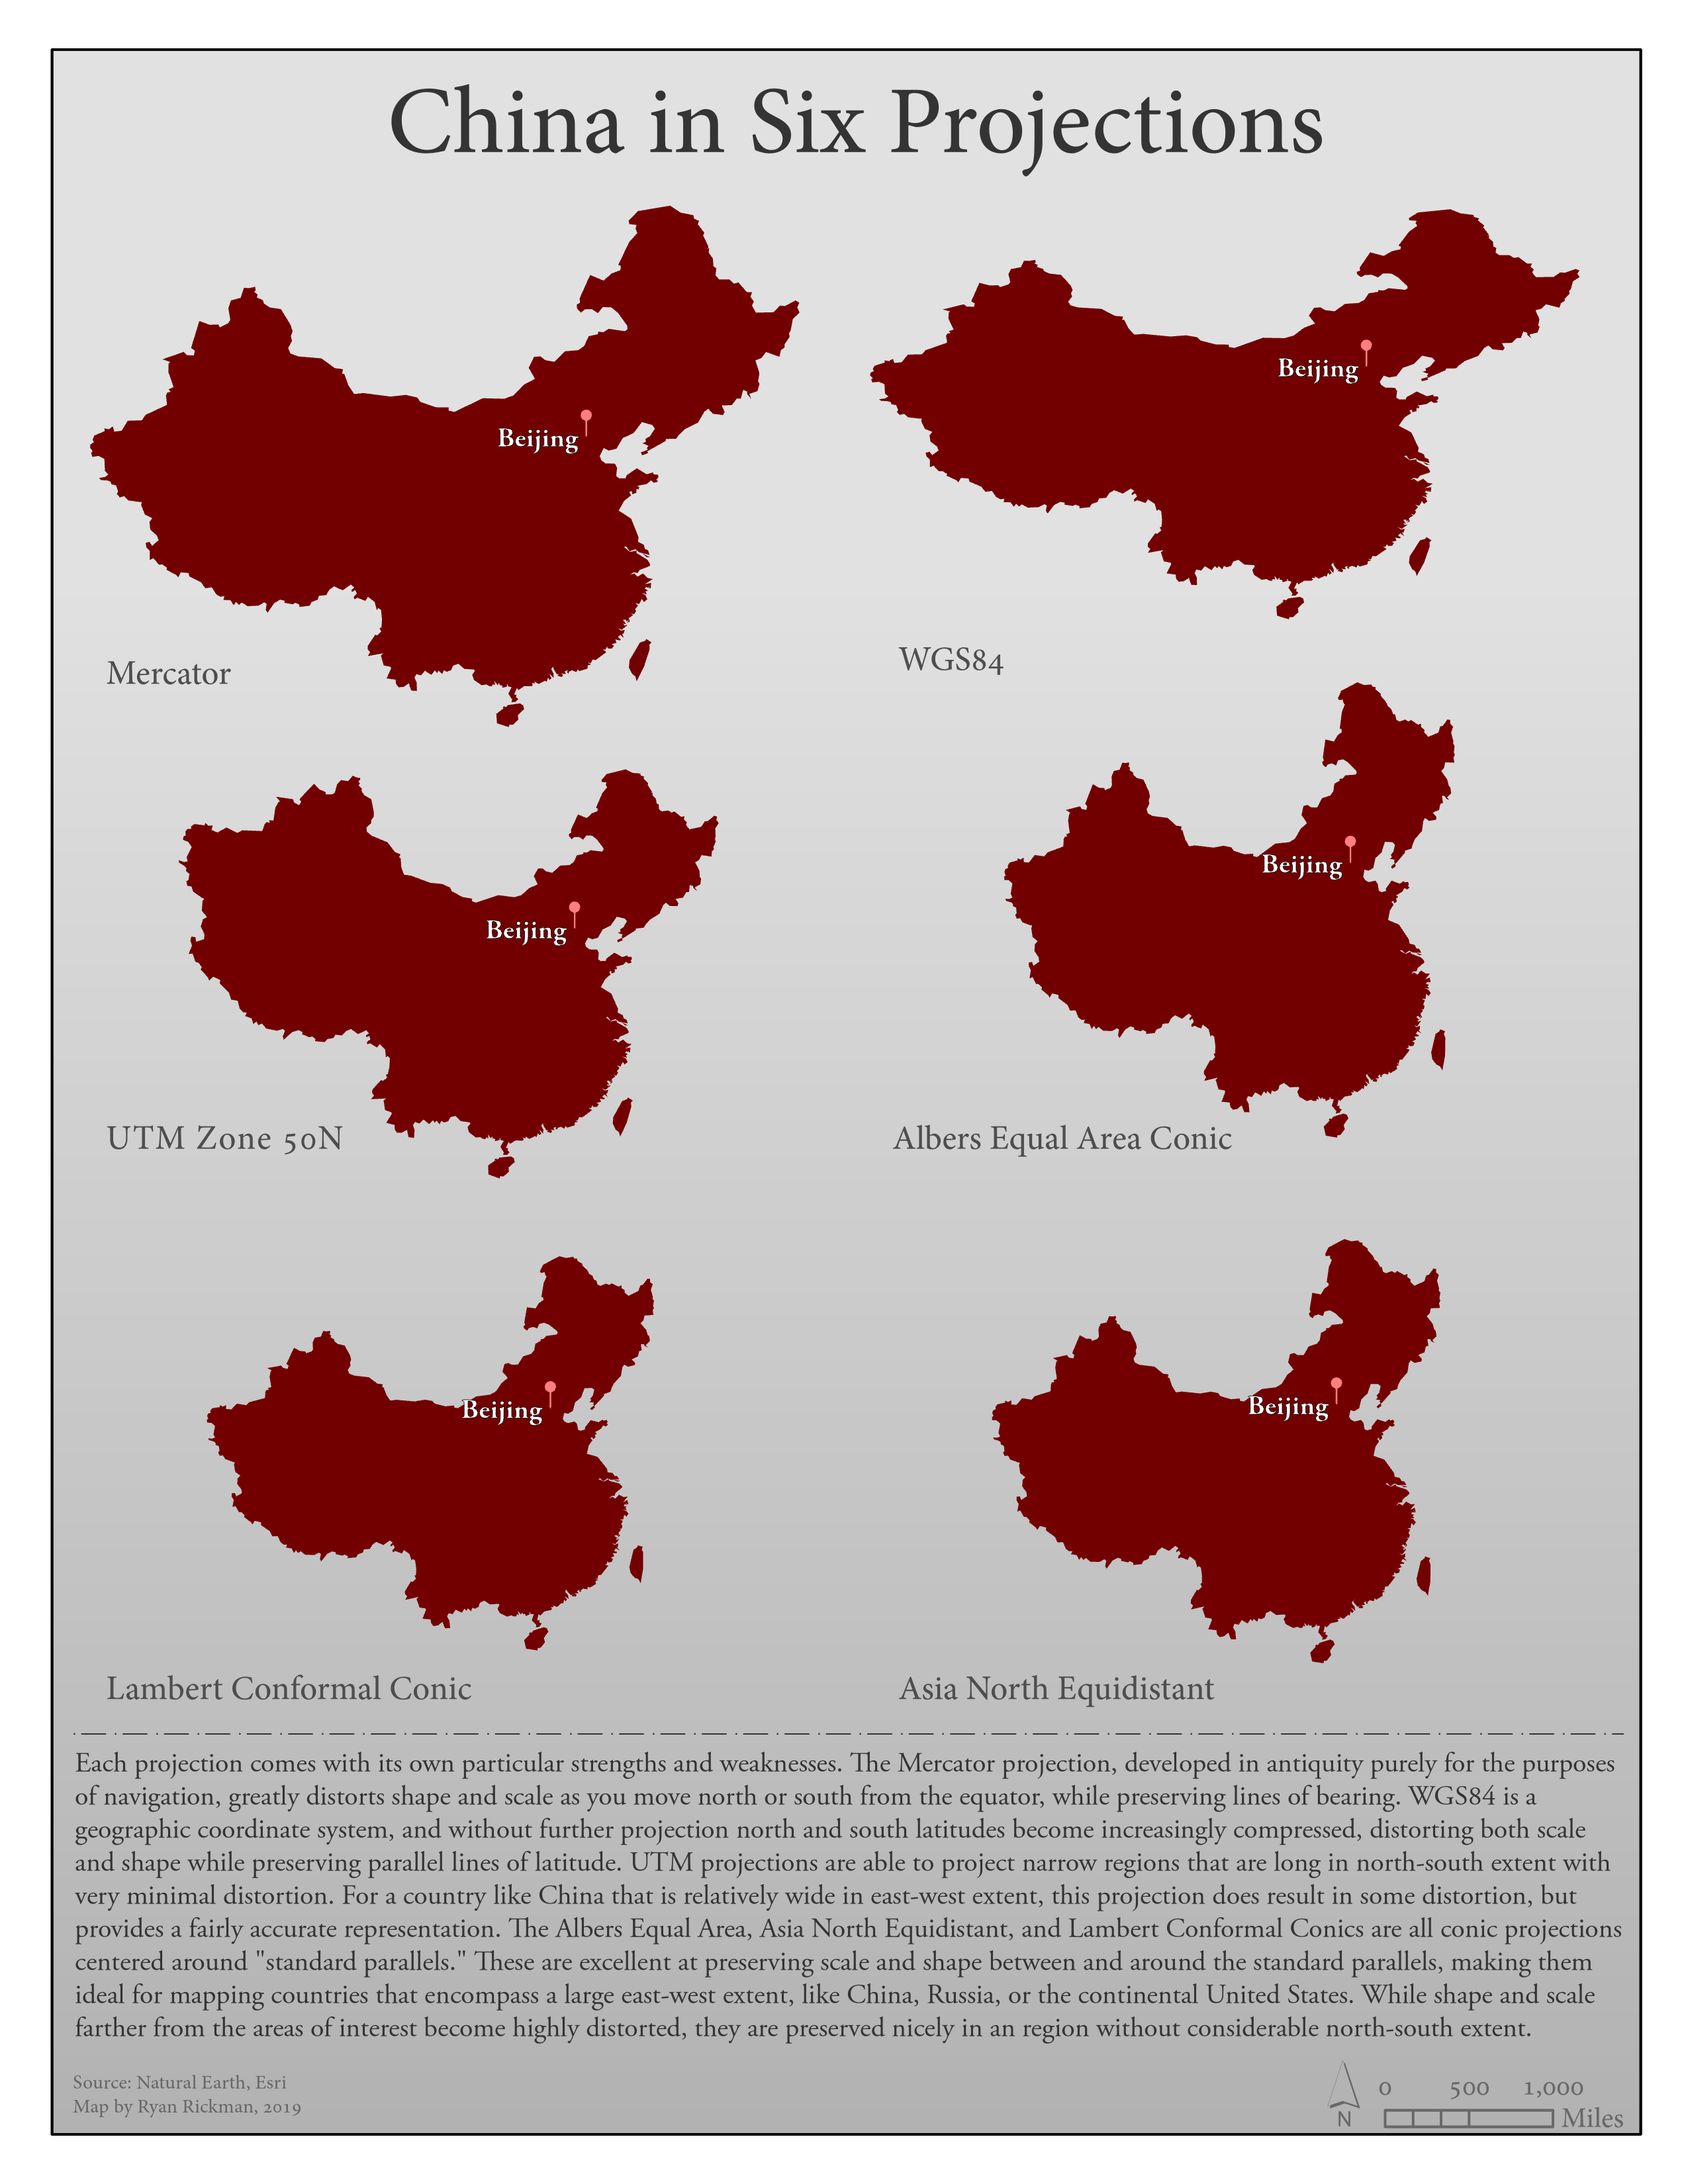 China in Six Projections
Beijing
Mercator
Beijing
WGS84
Beijing
UTM Zone 50N
Beijing
Albers Equal Area Conic
Beijing
Lambert Conformal Conic
Beijing
Asia North Equidistant
Each projection comes with its own particular strengths and weaknesses. The Mercator projection, developed in antiquity purely for the purposes
of navigation, greatly distorts shape and scale as you move north or south from the equator, while preserving lines of bearing. WGS84 is a
geographic coordinate system, and without further projection north and south latitudes become increasingly compressed, distorting both scale
and shape while preserving parallel lines of latitude. UTM projections are able to project narrow regions that are long in north-south extent with
very minimal distortion. For a country like China that is relatively wide in east-west extent, this projection does result in some distortion, but
provides a fairly accurate representation. The Albers Equal Area, Asia North Equidistant, and Lambert Conformal Conics are all conic projections
centered around "standard parallels." These are excellent at preserving scale and shape between and around the standard parallels, making them
ideal for mapping countries that encompass a large east-west extent, like China, Russia, or the continental United States. While shape and scale
farther from the areas of interest become highly distorted, they are preserved nicely in an region without considerable north-south extent.
Source: Natural Earth, Esri
Map by Ryan Rickman, 2019
N
0 500 1,000
Miles